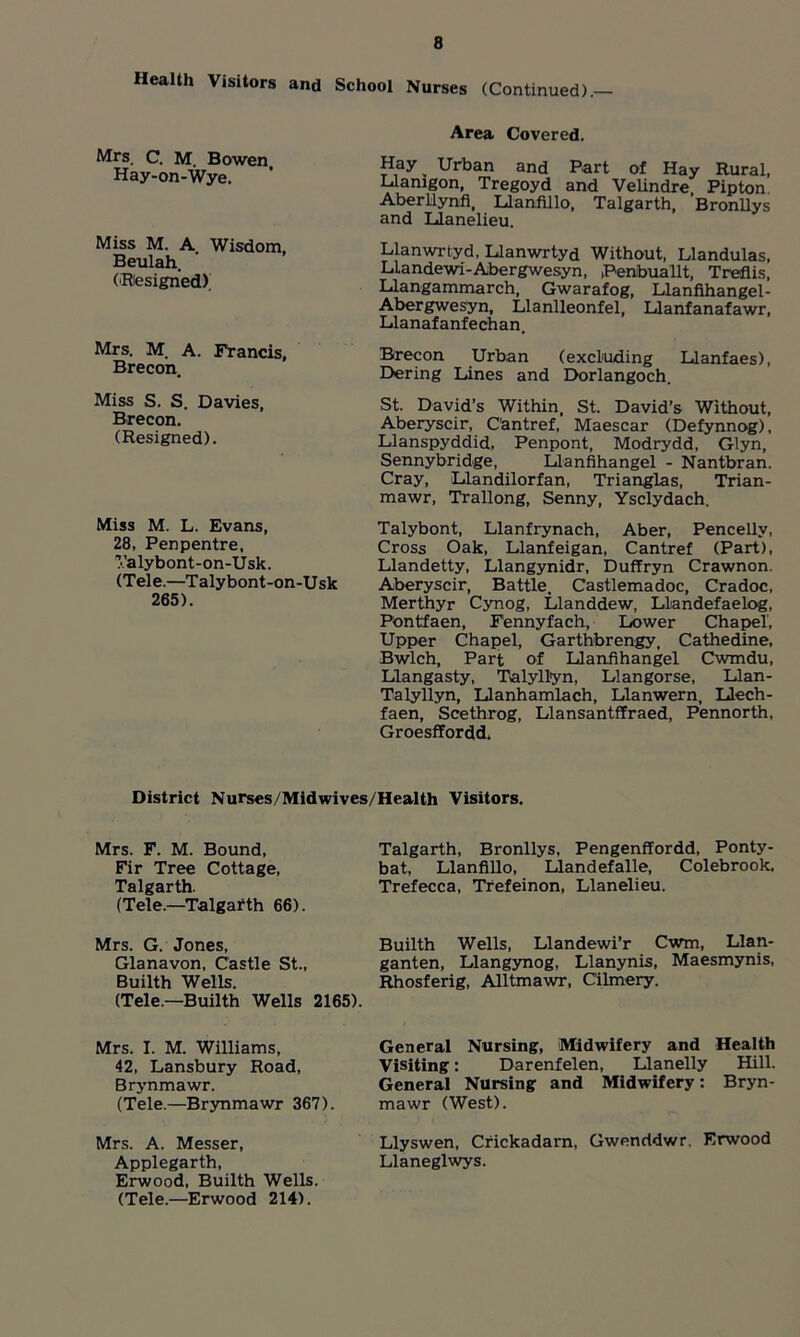 8
Health Visitors and School Nurses (Continued).—
Area Covered.
Mrs. C. M. Bowen,
Hay-on-Wye.
Hay Urban and Part of Hay Rural,
Llanigon, Tregoyd and Velindre, Pipton.
Aberllynfi, Llanfillo, Talgarth, Bronllys
and Llanelieu.
Miss M. A. Wisdom,
Beulah.
(Resigned).
Llanwrtyd, Llanwrtyd Without, Llandulas,
Llandewi-Abergwesyn, Penbuallt, Treflis,
Llangammarch, Gwarafog, Llanfihangel-
Abergwesyn, Llanlleonfel, Llanfanafawr,
Llanafanfechan.
Mrs. M. A. Francis,
Brecon.
Brecon Urban (excluding Llanfaes),
Dering Lines and Dorlangoch.
Miss S. S. Davies,
Brecon.
(Resigned).
St. David's Within, St. David's Without,
Aberyscir, Cantref, Maescar (Defynnog),
Llanspyddid, Penpont, Modrydd, Glyn,
Sennybridge, Llanfihangel - Nantbran.
Cray, Llandilorfan, Trianglas, Trian-
mawr, Trallong, Senny, Ysclydach.
Miss M. L. Evans,
28, Penpentre,
Talybont-on-Usk.
(Tele.—Talybont-on-Usk
265).
Talybont, Llanfrynach, Aber, Pencelly,
Cross Oak, Llanfeigan, Cantref (Part),
Llandetty, Llangynidr, Duffryn Crawnon.
Aberyscir, Battle, Castlemadoc, Cradoc,
Merthyr Cynog, Llanddew, Llandefaelog,
Pontfaen, Fennyfach, Lower Chapel,
Upper Chapel, Garthbrengy, Cathedine,
Bwlch, Part of Llanfihangel Cwmdu,
Llangasty, Talyllyn, Llangorse, Llan-
Talyllyn, Llanhamlach, Llanwern, Llech-
faen, Scethrog, Llansantffraed, Pennorth,
Groesffordd.
District Nurses/Midwives/Health Visitors.
Mrs. F. M. Bound,
Fir Tree Cottage,
Talgarth.
(Tele.—Talgarth 66).
Talgarth, Bronllys, Pengenffordd, Ponty-
bat, Llanfillo, Llandefalle, Colebrook,
Trefecca, Trefeinon, Llanelieu.
Mrs. G. Jones,
Glanavon, Castle St.,
Builth Wells.
(Tele.—Builth Wells 2165).
Builth Wells, Llandewi'r Cwm, Llan-
ganten, Llangynog, Llanynis, Maesmynis,
Rhosferig, Alltmawr, Cilmery.
Mrs. I. M. Williams,
42, Lansbury Road,
Brynmawr.
(Tele.—Brynmawr 367).
General Nursing, Midwifery and Health
Visiting: Darenfelen, Llanelly Hill.
General Nursing and Midwifery: Bryn-
mawr (West).
Mrs. A. Messer,
Applegarth,
Erwood, Builth Wells.
(Tele.—Erwood 214).
Llyswen, Crickadarn, Gwenddwr, Erwood
Llaneglwys.